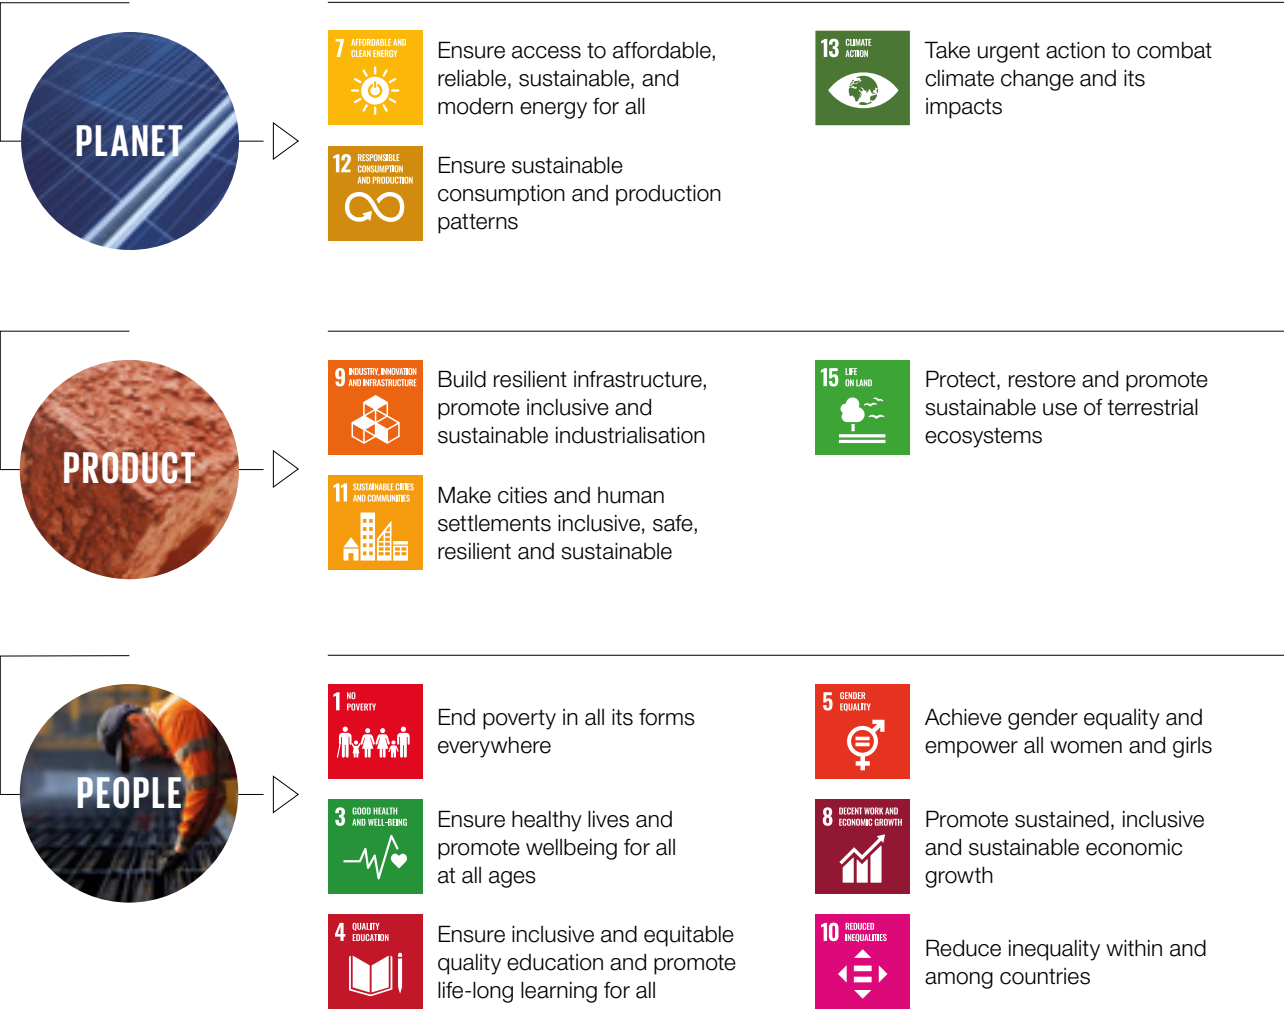 PLANET
7 AFFORDABLE AND
CLEAN ENERGY
Ensure access to affordable,
reliable, sustainable, and
modern energy for all
13 CLIMATE
ACTION
Take urgent action to combat
climate change and its
impacts
12 RESPONSIBLE
CONSUMPTION
AND PRODUCTION
Ensure sustainable
consumption and production
patterns
PRODUCT
9 INDUSTRY, INNOVATION
AND INFRASTRUCTURE
Build resilient infrastructure,
promote inclusive and
sustainable industrialisation
15 LIFE
ON LAND
Protect, restore and promote
sustainable use of terrestrial
ecosystems
11 SUSTAINABLE CITIES
AND COMMUNITIES
Make cities and human
settlements inclusive, safe,
resilient and sustainable
PEOPLE
1 NO
POVERTY
End poverty in all its forms
everywhere
5 GENDER
EQUALITY
Achieve gender equality and
empower all women and girls
3 GOOD HEALTH
AND WELL-BEING
Ensure healthy lives and
promote wellbeing for all
at all ages
8 DECENT WORK AND
ECONOMIC GROWTH
Promote sustained, inclusive
and sustainable economic
growth
4 QUALITY
EDUCATION
Ensure inclusive and equitable
quality education and promote
life-long learning for all
10 REDUCED
INEQUALITIES
Reduce inequality within and
among countries